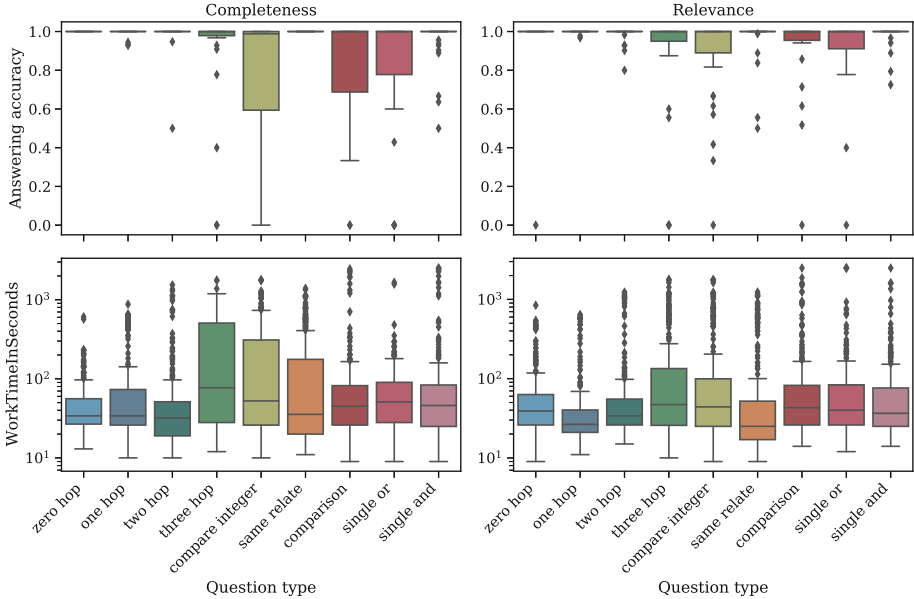 Completeness
Relevance
Answering accuracy
1.0
0.8
0.6
0.4
0.2
0.0
1.0
0.8
0.6
0.4
0.2
0.0
WorkTimeInSeconds
10³
10²
10¹
10³
10²
10¹
zero hop
one hop
two hop
three hop
compare integer
same relate
comparison
single or
single and
zero hop
one hop
two hop
three hop
compare integer
same relate
comparison
single or
single and
Question type
Question type